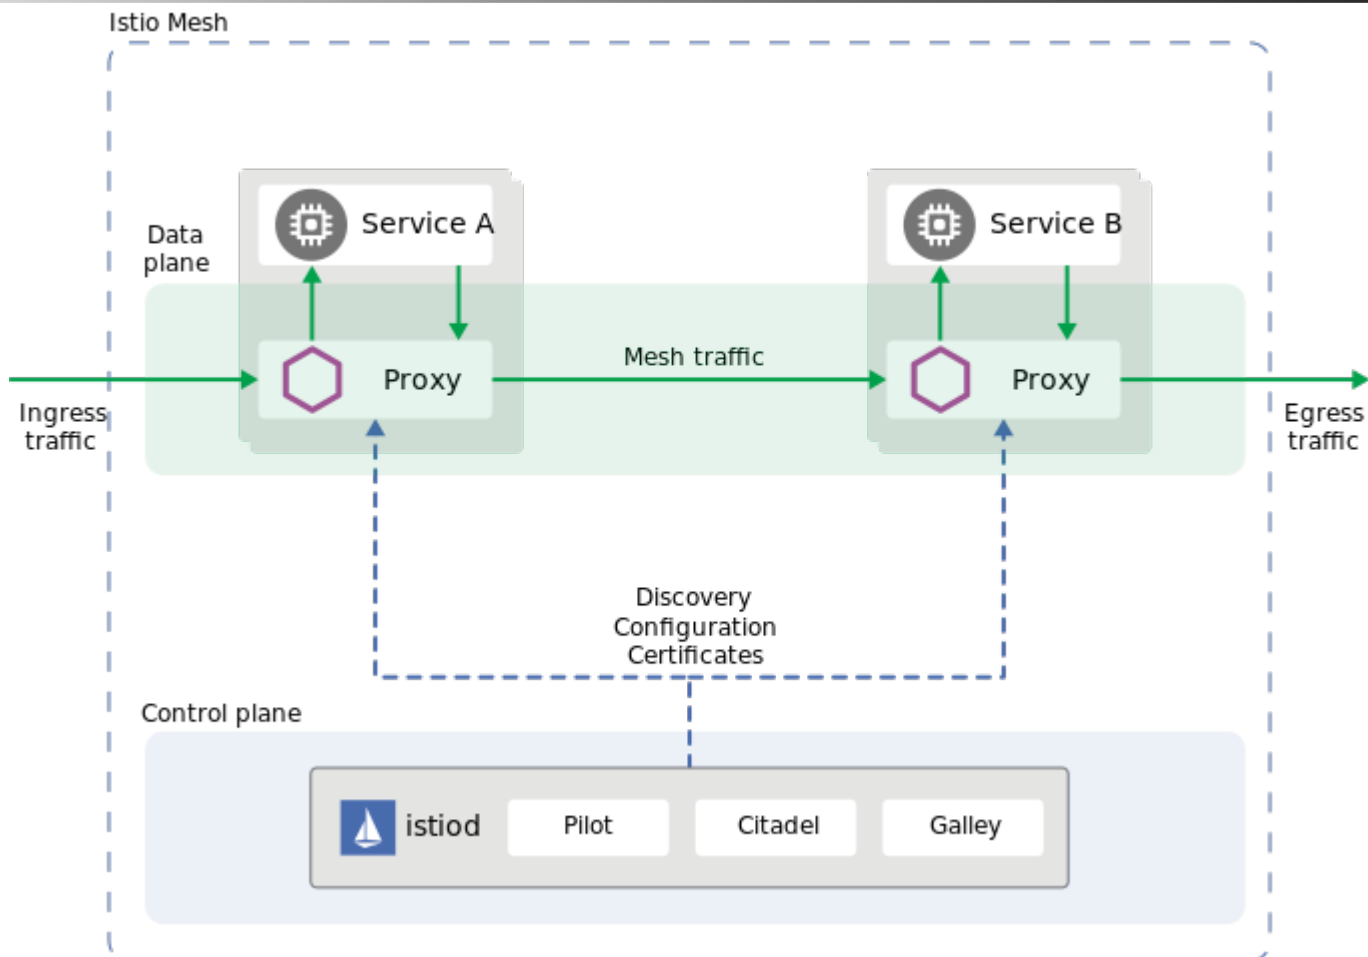 Istio Mesh
Data
plane
Service A
Service B
Proxy
Mesh traffic
Proxy
Ingress
traffic
Egress
traffic
Discovery
Configuration
Certificates
Control plane
istiod
Pilot
Citadel
Galley